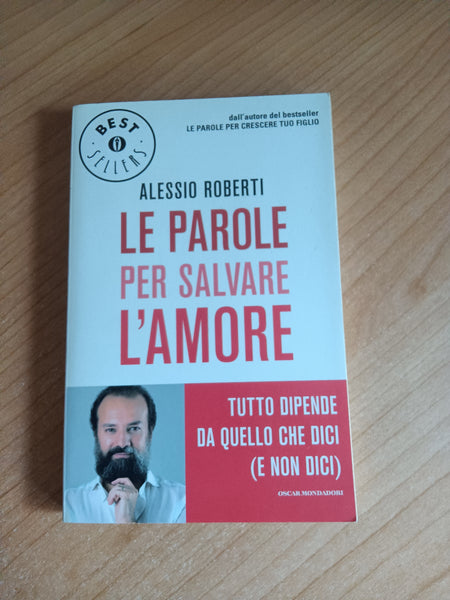 BEST
SELLERS
dall'autore del bestseller
LE PAROLE PER CRESCERE TUO FIGLIO
ALESSIO ROBERTI
LE PAROLE
PER SALVARE
L'AMORE
TUTTO DIPENDE
DA QUELLO CHE DICI
(E NON DICI)
OSCAR MONDADORI